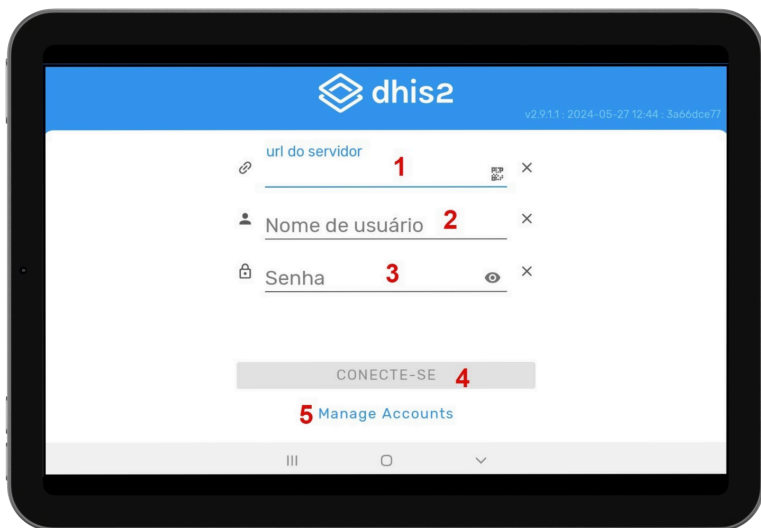 dhis2
v2.9.1.1 : 2024-05-27 12:44 : 3a66dce77
url do servidor
1
Nome de usuário 2
Senha 3
CONECTE-SE 4
5 Manage Accounts